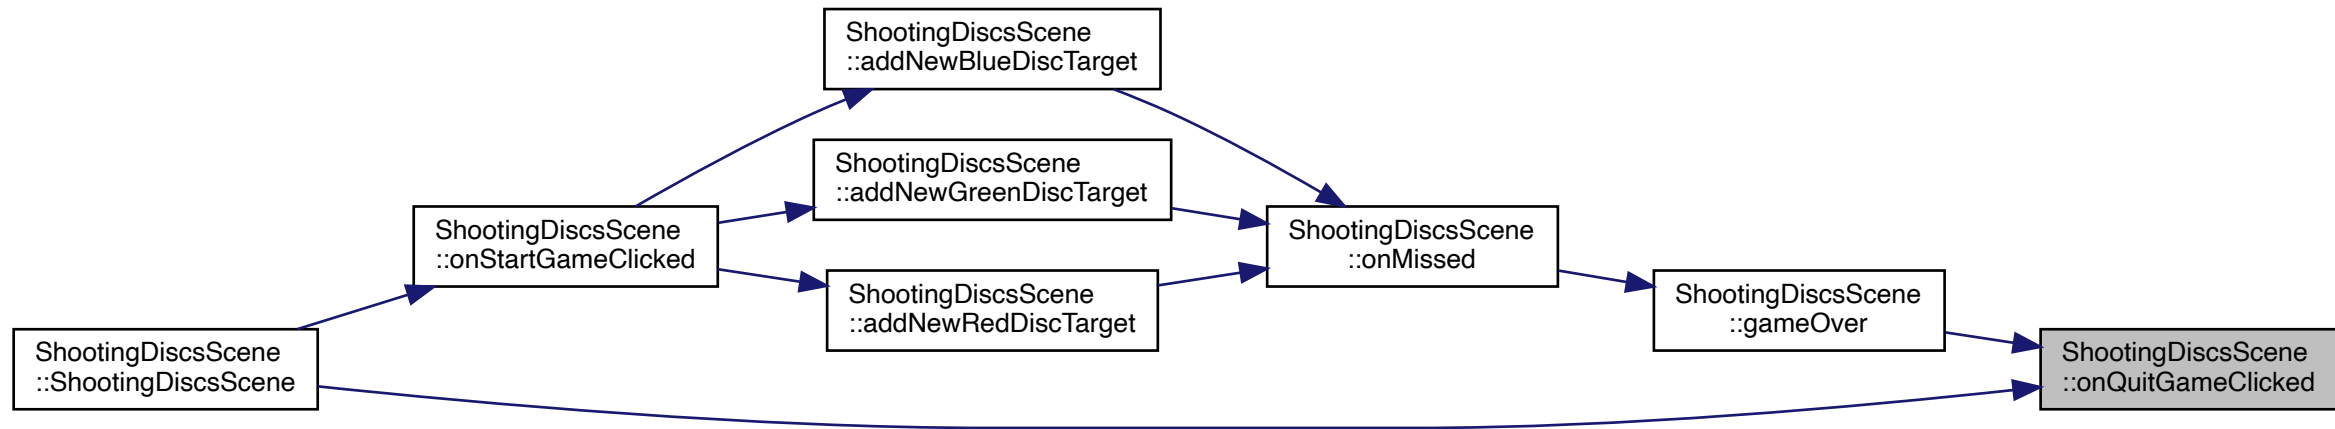 ShootingDiscsScene
::addNewBlueDiscTarget
ShootingDiscsScene
::addNewGreenDiscTarget
ShootingDiscsScene
::onStartGameClicked
ShootingDiscsScene
::onMissed
ShootingDiscsScene
::addNewRedDiscTarget
ShootingDiscsScene
::gameOver
ShootingDiscsScene
::ShootingDiscsScene
ShootingDiscsScene
::onQuitGameClicked